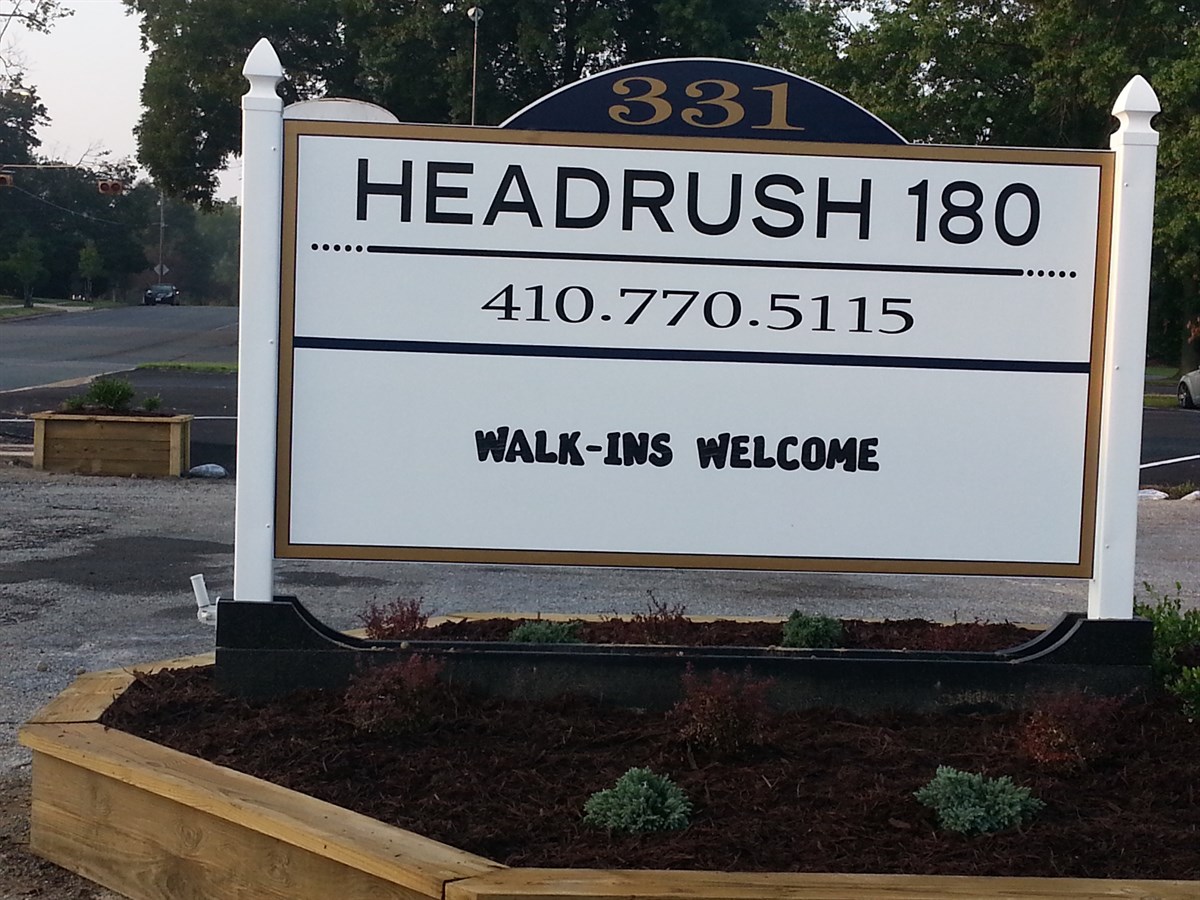 331
HEADRUSH 180
410.770.5115
WALK-INS WELCOME